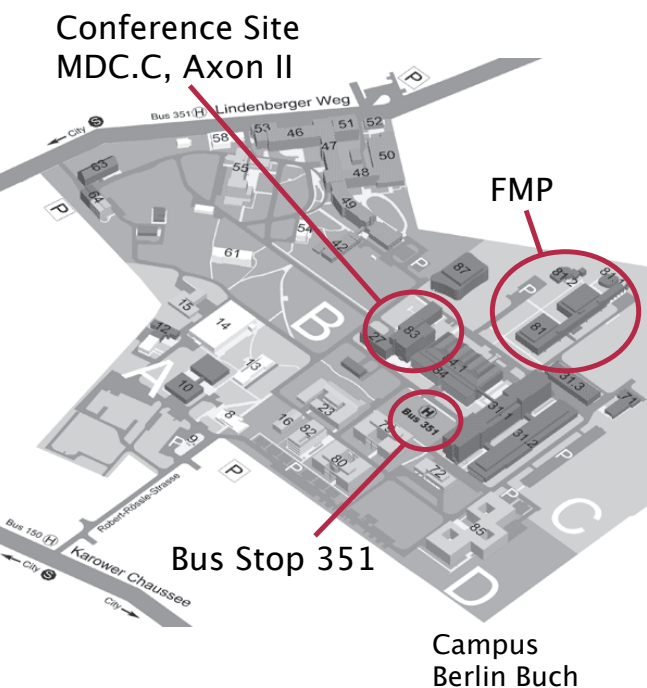 Conference Site
MDC.C, Axon II
P
Lindenberger Weg
Bus 351 H
City S
58
53
46
51
52
47
50
48
63
55
64
49
P
54
42
FMP
61
P
87
81.2
81.1
P
15
14
B
12
27
83
81
84.1
84
A
13
10
31.3
71
23
Bus 351 H
31.1
8
16
82
79
31.2
9
P
80
72
P
P
P
P
C
85
Robert-Rössle-Strasse
Bus 150 H
Karower Chaussee
City S
City
Bus Stop 351
D
Campus
Berlin Buch